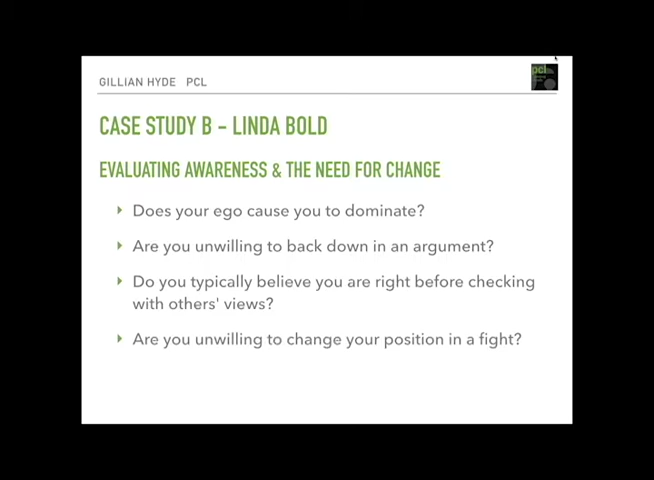 GILLIAN HYDE PCL
pcl
CASE STUDY B – LINDA BOLD
EVALUATING AWARENESS & THE NEED FOR CHANGE
Does your ego cause you to dominate?
Are you unwilling to back down in an argument?
Do you typically believe you are right before checking
with others' views?
Are you unwilling to change your position in a fight?